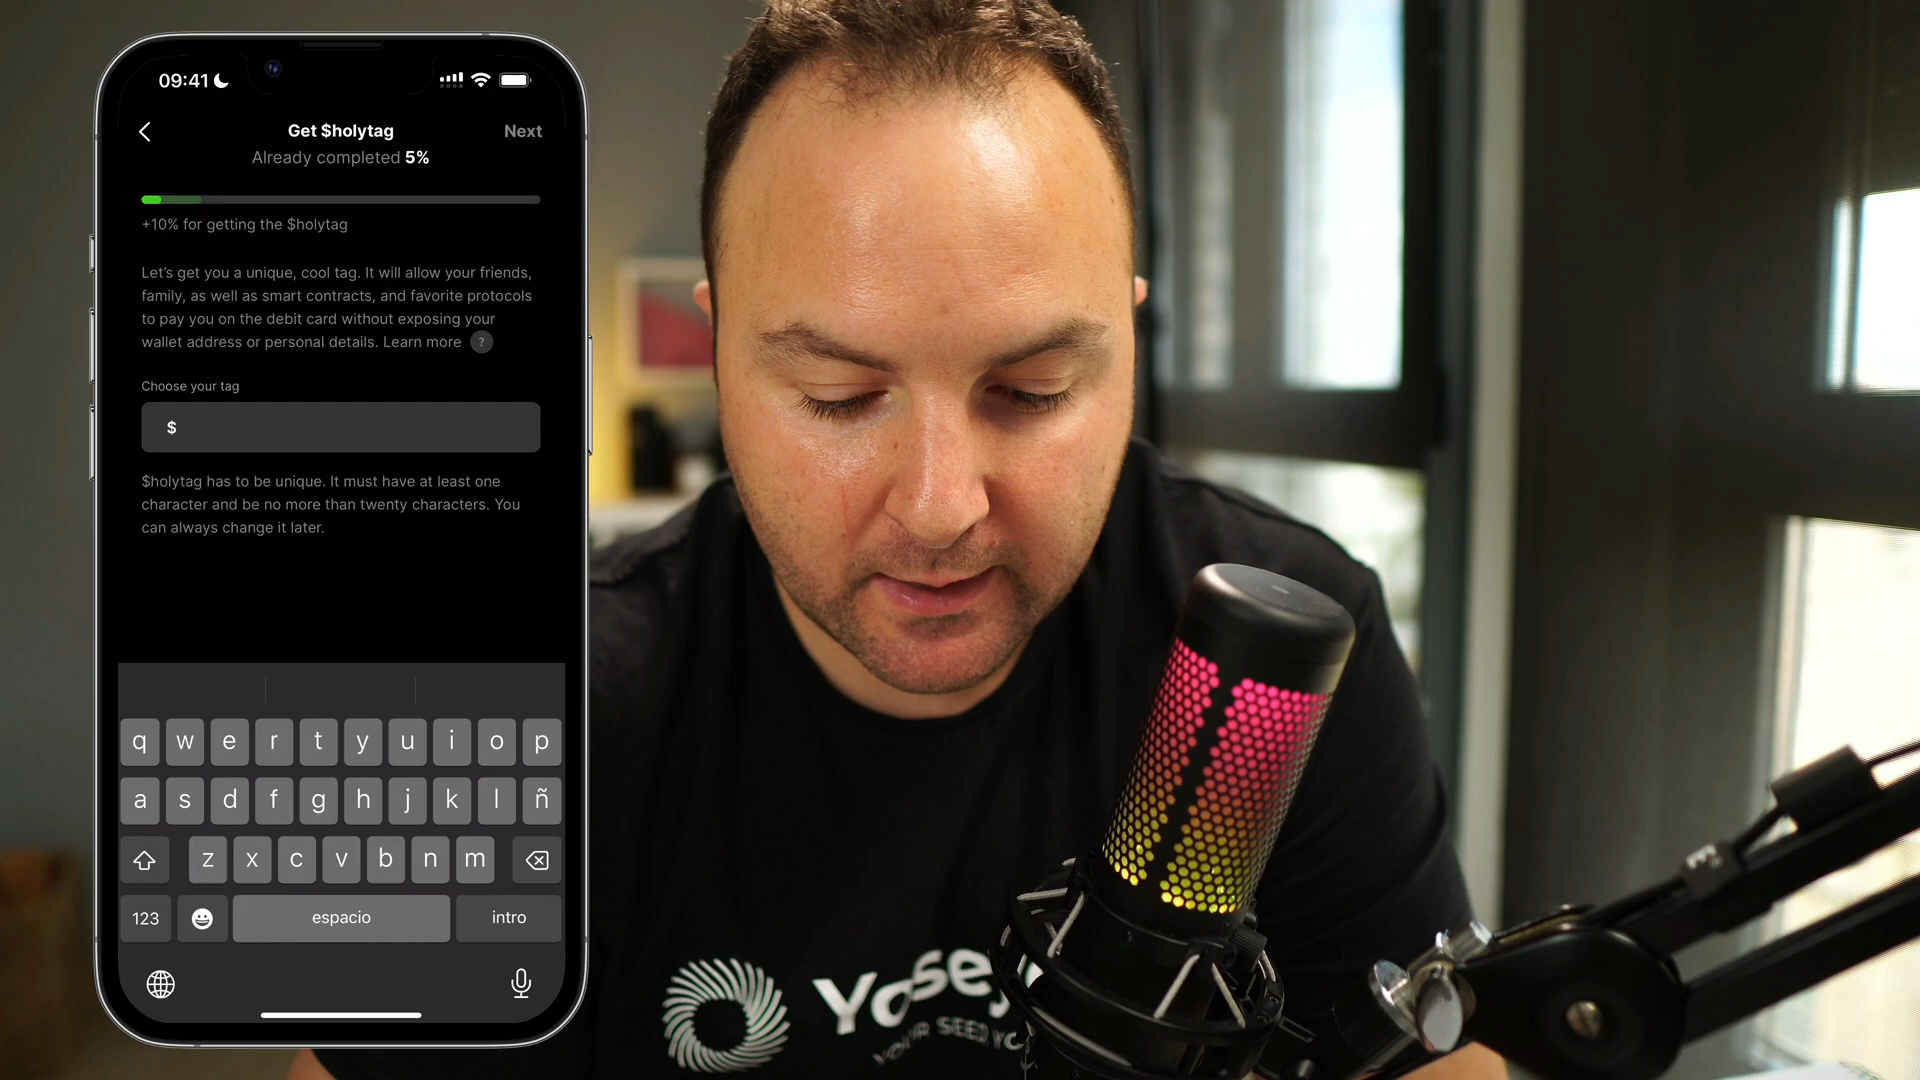 09:41
Get $holytag
Next
Already completed 5%
+10% for getting the $holytag
Let's get you a unique, cool tag. It will allow your friends,
family, as well as smart contracts, and favorite protocols
to pay you on the debit card without exposing your
wallet address or personal details. Learn more ?
Choose your tag
$
$holytag has to be unique. It must have at least one
character and be no more than twenty characters. You
can always change it later.
q w e r t y u i o p
a s d f g h j k l ñ
z x c v b n m
123 espacio intro
SEED